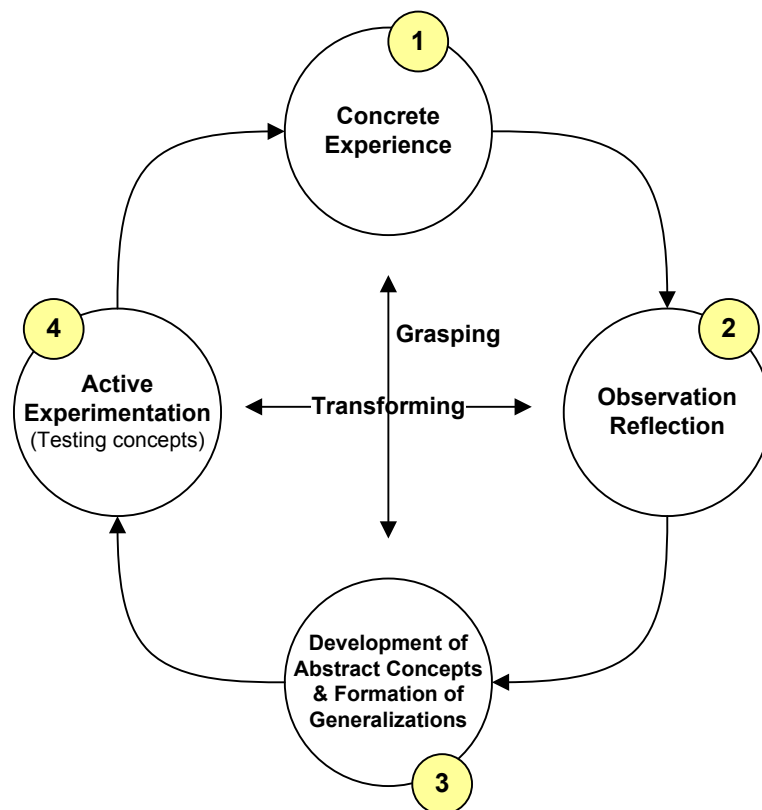 1
Concrete
Experience
2
Observation
Reflection
Grasping
Transforming
4
Active
Experimentation
(Testing concepts)
Development of
Abstract Concepts
& Formation of
Generalizations
3